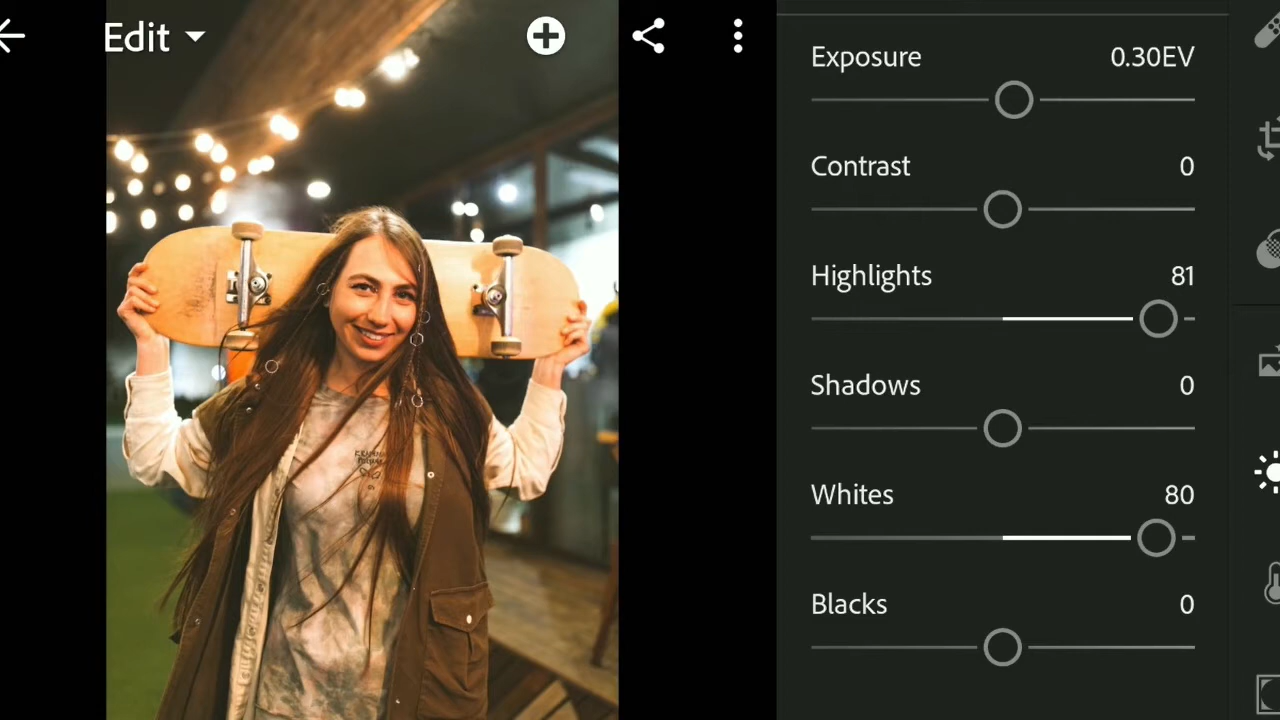 Edit
Exposure 0.30EV
Contrast 0
Highlights 81
Shadows 0
Whites 80
Blacks 0